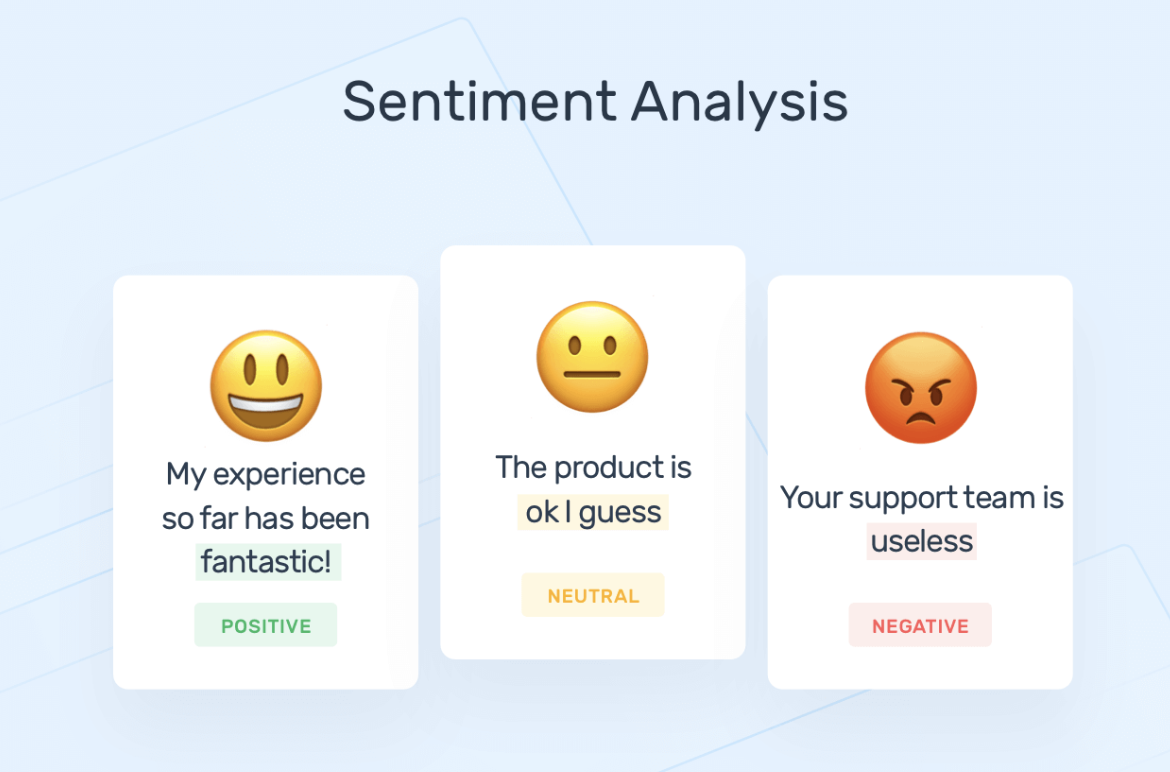 Sentiment Analysis
My experience
so far has been
fantastic!
POSITIVE
The product is
ok I guess
NEUTRAL
Your support team is
useless
NEGATIVE